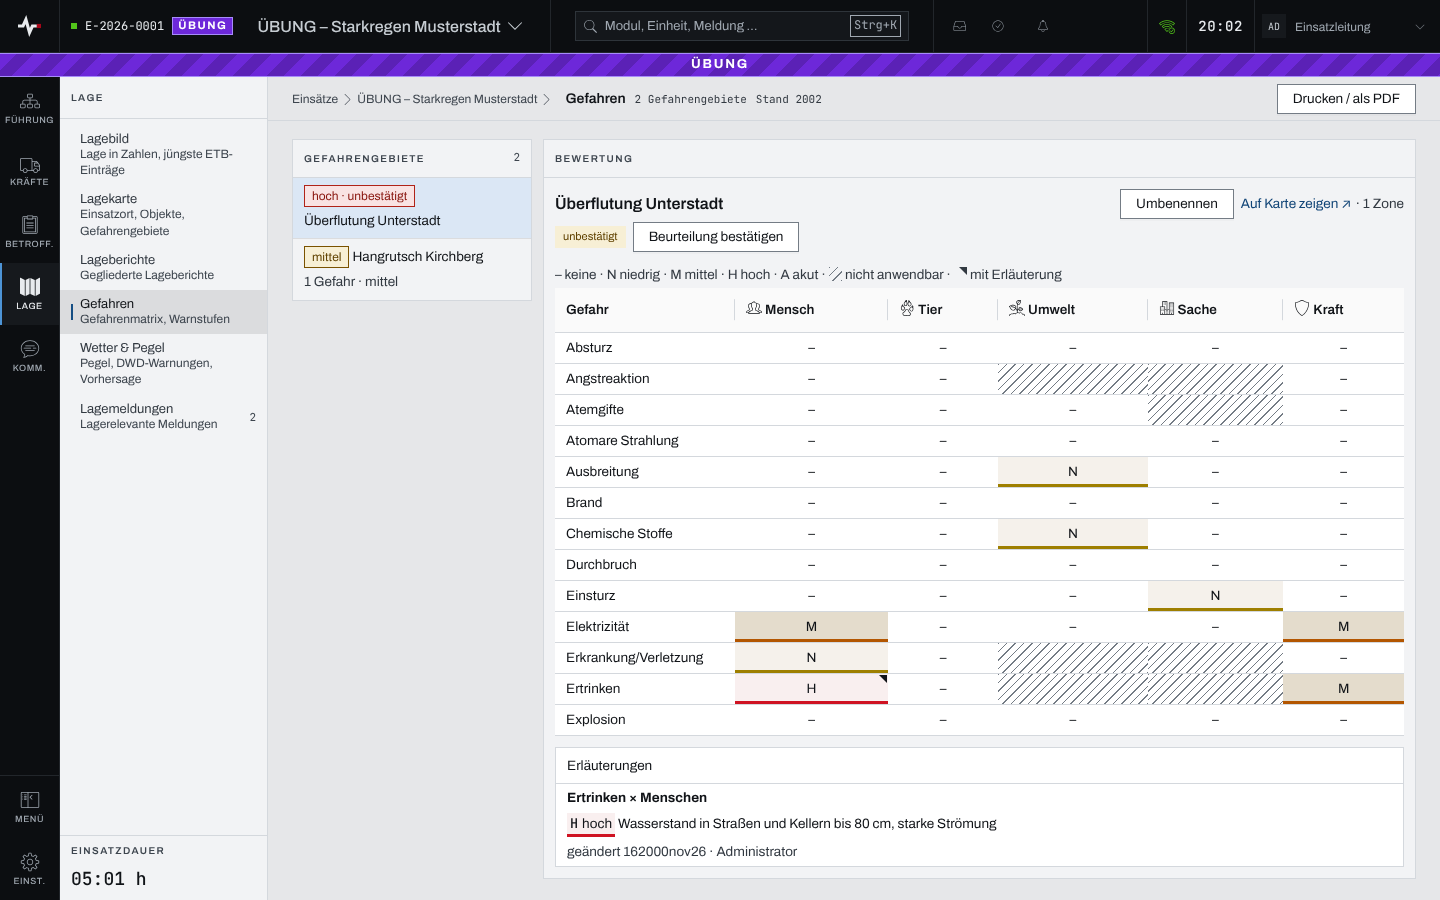 E-2026-0001 ÜBUNG ÜBUNG – Starkregen Musterstadt Modul, Einheit, Meldung ... Strg+K 20:02 AD Einsatzleitung
ÜBUNG
FÜHRUNG
KRÄFTE
BETROFF.
LAGE
KOMM.
MENÜ
EINST.
LAGE
Lagebild
Lage in Zahlen, jüngste ETB-
Einträge
Lagekarte
Einsatzort, Objekte,
Gefahrengebiete
Lageberichte
Gegliederte Lageberichte
Gefahren
Gefahrenmatrix, Warnstufen
Wetter & Pegel
Pegel, DWD-Warnungen,
Vorhersage
Lagemeldungen 2
Lagerelevante Meldungen
EINSATZDAUER
05:01 h
Einsätze ÜBUNG – Starkregen Musterstadt Gefahren 2 Gefahrengebiete Stand 2002 Drucken / als PDF
GEFAHRENGEBIETE 2
hoch · unbestätigt
Überflutung Unterstadt
mittel Hangrutsch Kirchberg
1 Gefahr · mittel
BEWERTUNG
Überflutung Unterstadt Umbenennen Auf Karte zeigen ↗ · 1 Zone
unbestätigt Beurteilung bestätigen
– keine · N niedrig · M mittel · H hoch · A akut · nicht anwendbar · mit Erläuterung
Gefahr Mensch Tier Umwelt Sache Kraft
Absturz – – – – –
Angstreaktion – – –
Atemgifte – – – –
Atomare Strahlung – – – – –
Ausbreitung – – N – –
Brand – – – – –
Chemische Stoffe – – N – –
Durchbruch – – – – –
Einsturz – – – N –
Elektrizität M – – – M
Erkrankung/Verletzung N – –
Ertrinken H – M
Explosion – – – – –
Erläuterungen
Ertrinken × Menschen
H hoch Wasserstand in Straßen und Kellern bis 80 cm, starke Strömung
geändert 162000nov26 · Administrator